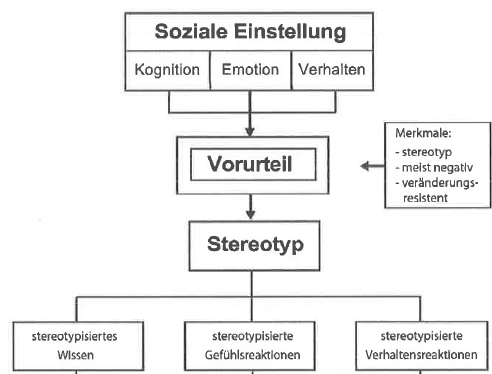 Soziale Einstellung
Kognition
Emotion
Verhalten
Merkmale:
- stereotyp
- meist negativ
- veränderungs-
resistent
Vorurteil
Stereotyp
stereotypisiertes
Wissen
stereotypisierte
Gefühlsreaktionen
stereotypisierte
Verhaltensreaktionen